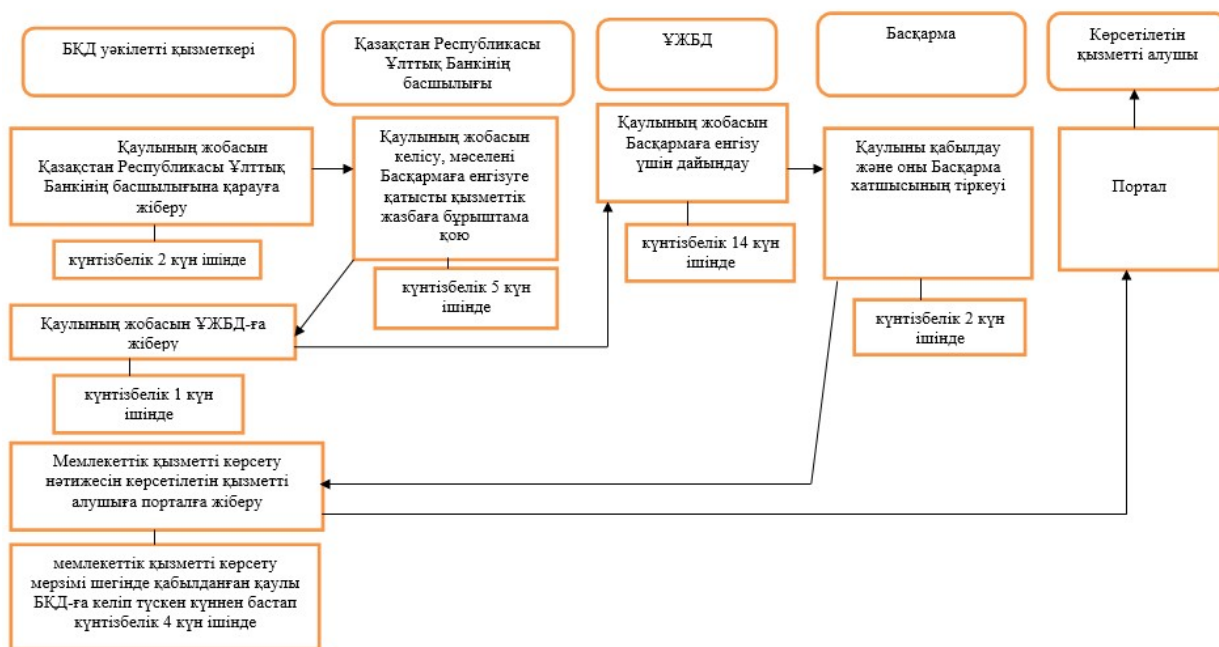 БҚД уәкілетті қызметкері
Қазақстан Республикасы
Ұлттық Банкінің
басшылығы
ҰЖБД
Басқарма
Көрсетілетін
қызметті алушы
Қаулының жобасын
Қазақстан Республикасы Ұлттық
Банкінің басшылығына қарауға
жіберу
күнтізбелік 2 күн ішінде
Қаулының жобасын
келісу, мәселені
Басқармаға енгізуге
қатысты қызметтік
жазбаға бұрыштама
қою
күнтізбелік 5 күн
ішінде
Қаулының жобасын
Басқармаға енгізу
үшін дайындау
күнтізбелік 14 күн
ішінде
Қаулыны қабылдау
және оны Басқарма
хатшысының тіркеуі
күнтізбелік 2 күн
ішінде
Портал
Қаулының жобасын ҰЖБД-ға
жіберу
күнтізбелік 1 күн
ішінде
Мемлекеттік қызметті көрсету
нәтижесін көрсетілетін қызметті
алушыға порталға жіберу
мемлекеттік қызметті көрсету
мерзімі шегінде қабылданған қаулы
БҚД-ға келіп түскен күннен бастап
күнтізбелік 4 күн ішінде